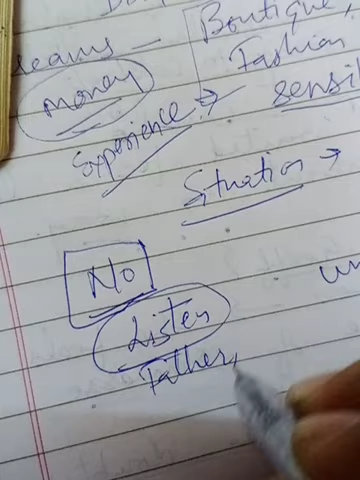 Boutique,
Fashion
money
sensi
Experience →
Situation →
No
Listen
Father,